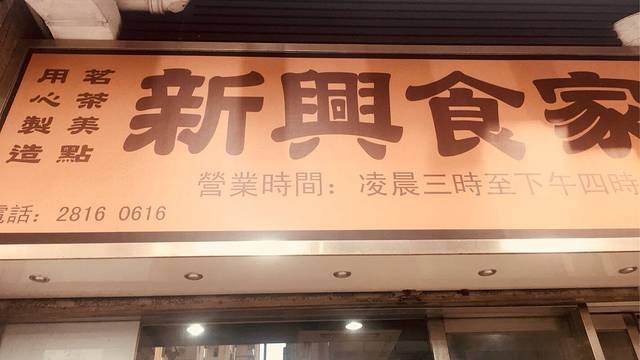 茗茶美點
用心製造
新興食家
營業時間：凌晨三時至下午四時
電話：2816 0616